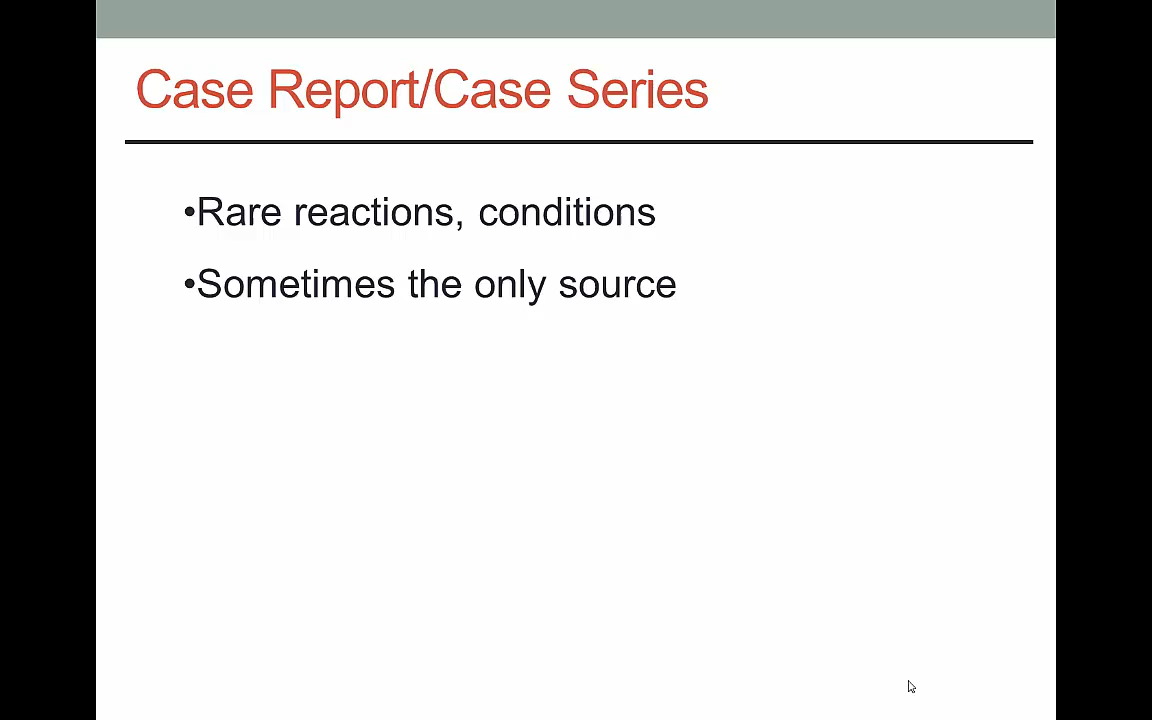 Case Report/Case Series
•Rare reactions, conditions
•Sometimes the only source